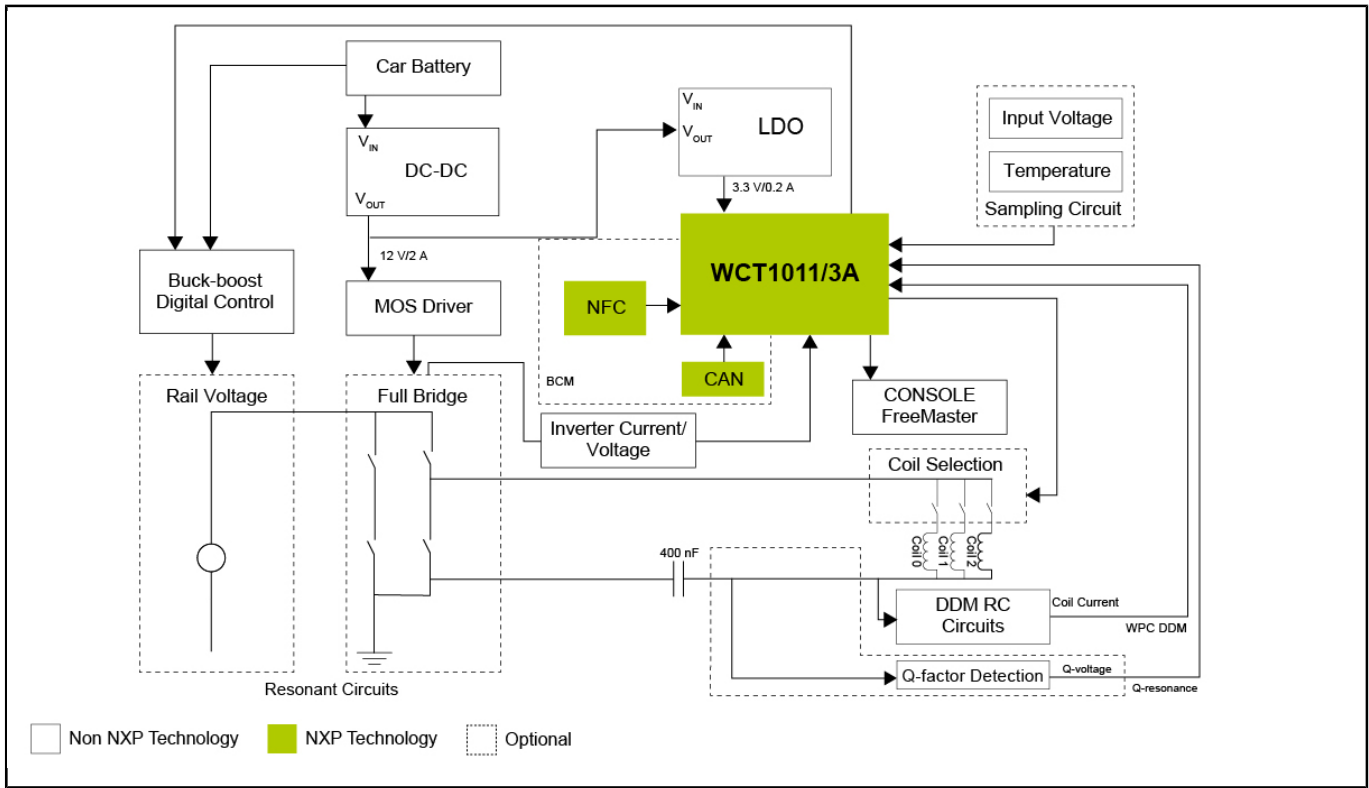 Car Battery
VIN
DC-DC
VOUT
VIN
LDO
VOUT
3.3 V/0.2 A
Input Voltage
Temperature
Sampling Circuit
12 V/2 A
Buck-boost
Digital Control
MOS Driver
WCT1011/3A
NFC
CAN
BCM
Rail Voltage
Full Bridge
Inverter Current/
Voltage
CONSOLE
FreeMaster
Coil Selection
Coil 0
Coil 1
Coil 2
400 nF
DDM RC
Circuits
Coil Current
WPC DDM
Q-factor Detection
Q-voltage
Q-resonance
Resonant Circuits
Non NXP Technology
NXP Technology
Optional